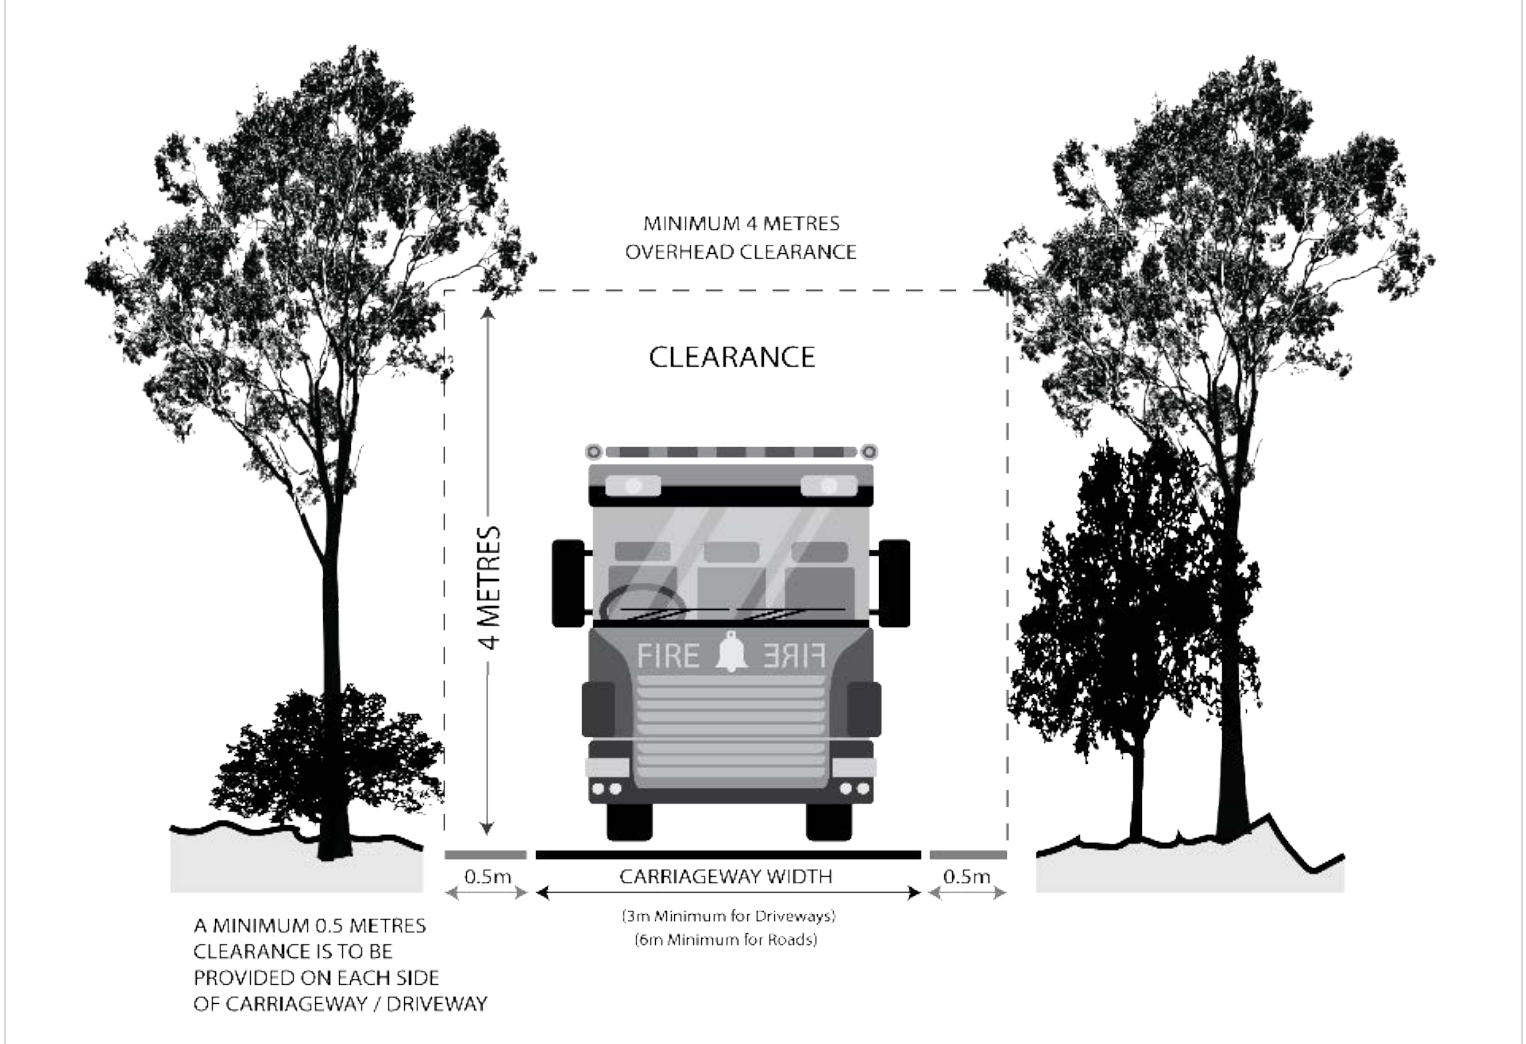 MINIMUM 4 METRES
OVERHEAD CLEARANCE
CLEARANCE
4 METRES
FIRE FIRE
0.5m
CARRIAGEWAY WIDTH
0.5m
(3m Minimum for Driveways)
(6m Minimum for Roads)
A MINIMUM 0.5 METRES
CLEARANCE IS TO BE
PROVIDED ON EACH SIDE
OF CARRIAGEWAY / DRIVEWAY